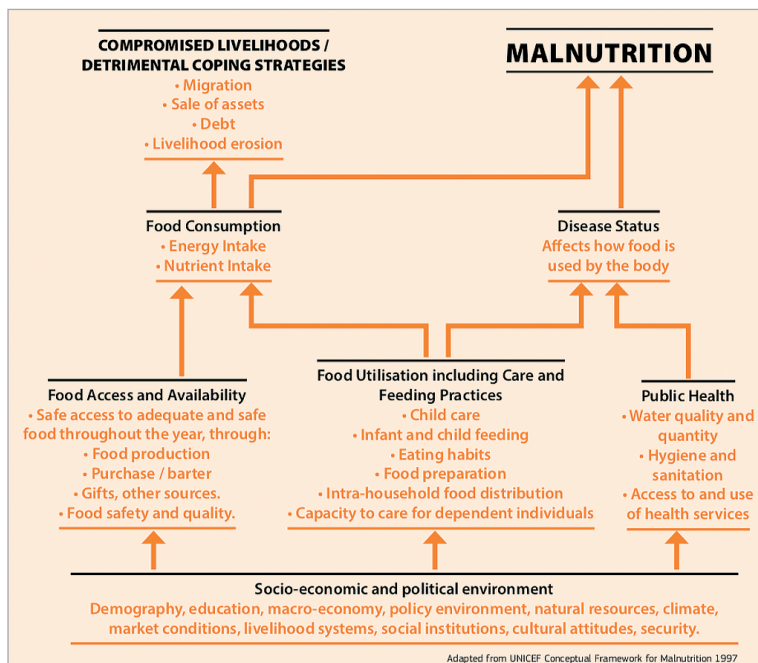 COMPROMISED LIVELIHOODS /
DETRIMENTAL COPING STRATEGIES
• Migration
• Sale of assets
• Debt
• Livelihood erosion
MALNUTRITION
Food Consumption
• Energy Intake
• Nutrient Intake
Disease Status
Affects how food is
used by the body
Food Access and Availability
• Safe access to adequate and safe
food throughout the year, through:
• Food production
• Purchase / barter
• Gifts, other sources.
• Food safety and quality.
Food Utilisation including Care and
Feeding Practices
• Child care
• Infant and child feeding
• Eating habits
• Food preparation
• Intra-household food distribution
• Capacity to care for dependent individuals
Public Health
• Water quality and
quantity
• Hygiene and
sanitation
• Access to and use
of health services
Socio-economic and political environment
Demography, education, macro-economy, policy environment, natural resources, climate,
market conditions, livelihood systems, social institutions, cultural attitudes, security.
Adapted from UNICEF Conceptual Framework for Malnutrition 1997